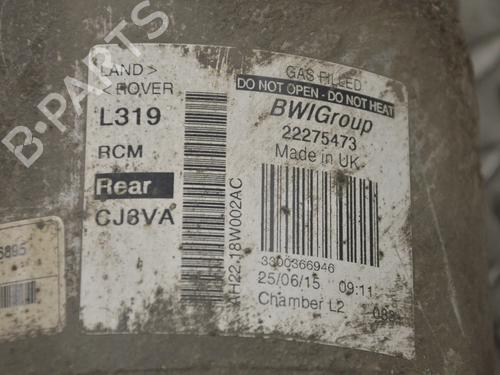 B-PARTS
LAND >
< ROVER
L319
RCM
Rear
CJ8VA
AH22-18W002AC
GAS FILLED
DO NOT OPEN - DO NOT HEAT
BWIGroup
22275473
Made in UK
3300366946
25/06/15 09:11
Chamber L2